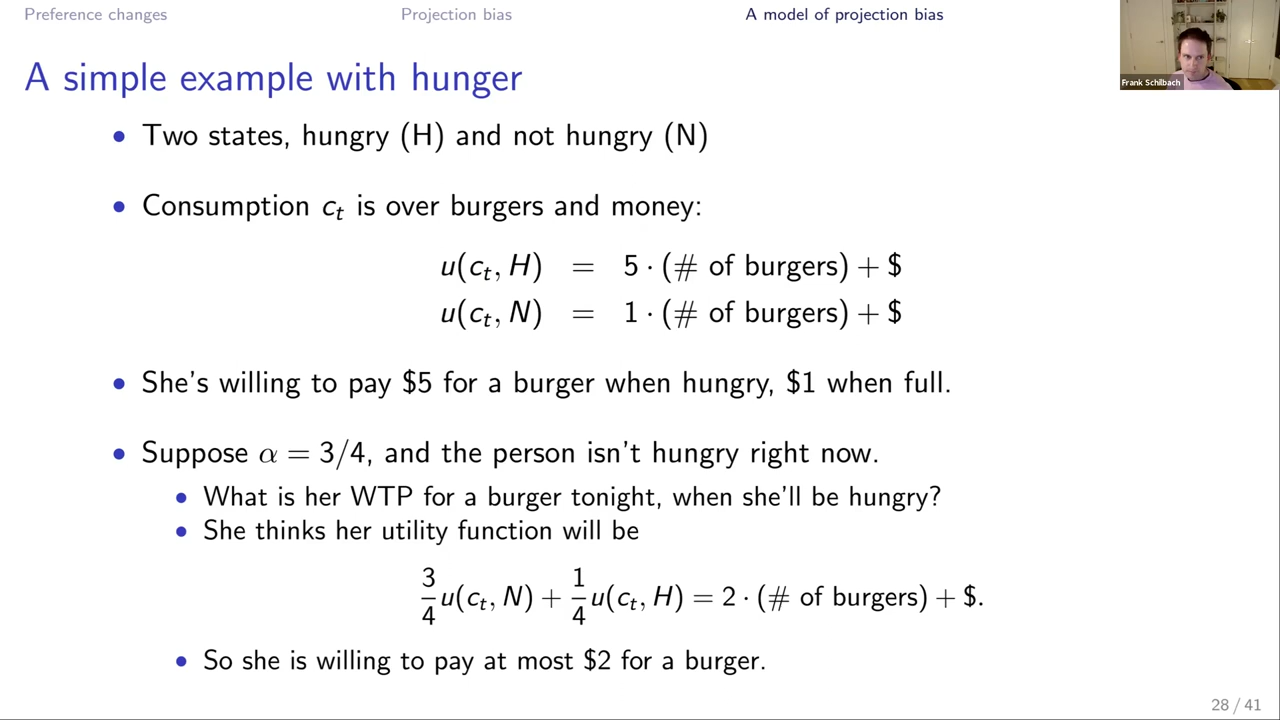 Preference changes Projection bias A model of projection bias
Frank Schilbach
A simple example with hunger
• Two states, hungry (H) and not hungry (N)
• Consumption c_t is over burgers and money:
u(c_t, H) = 5 · (# of burgers) + $
u(c_t, N) = 1 · (# of burgers) + $
• She's willing to pay $5 for a burger when hungry, $1 when full.
• Suppose α = 3/4, and the person isn't hungry right now.
• What is her WTP for a burger tonight, when she'll be hungry?
• She thinks her utility function will be
3/4 u(c_t, N) + 1/4 u(c_t, H) = 2 · (# of burgers) + $.
• So she is willing to pay at most $2 for a burger.
28 / 41